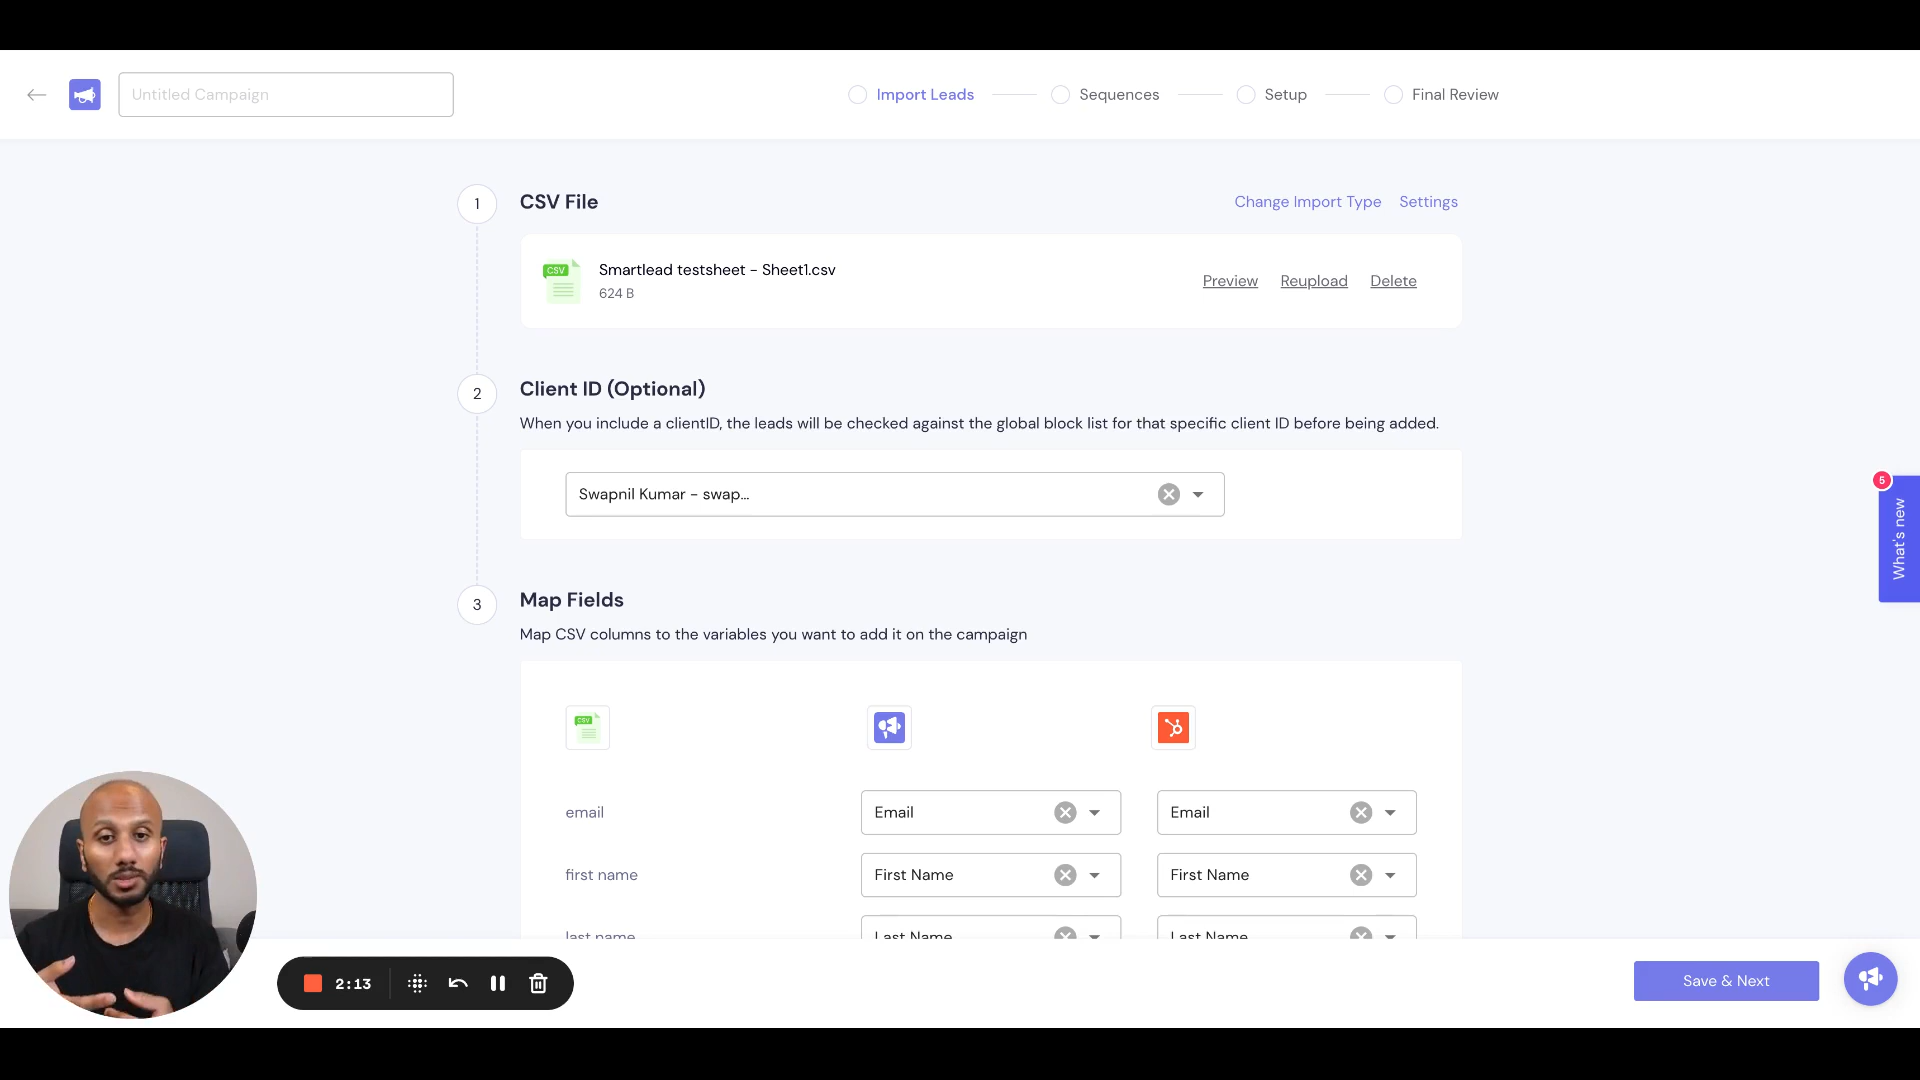 Untitled Campaign
Import Leads
Sequences
Setup
Final Review
1
CSV File
Change Import Type
Settings
CSV
Smartlead testsheet - Sheet1.csv
624 B
Preview
Reupload
Delete
2
Client ID (Optional)
When you include a clientID, the leads will be checked against the global block list for that specific client ID before being added.
Swapnil Kumar - swap...
5
What's new
3
Map Fields
Map CSV columns to the variables you want to add it on the campaign
CSV
email
Email
Email
first name
First Name
First Name
last name
Last Name
Last Name
2:13
Save & Next